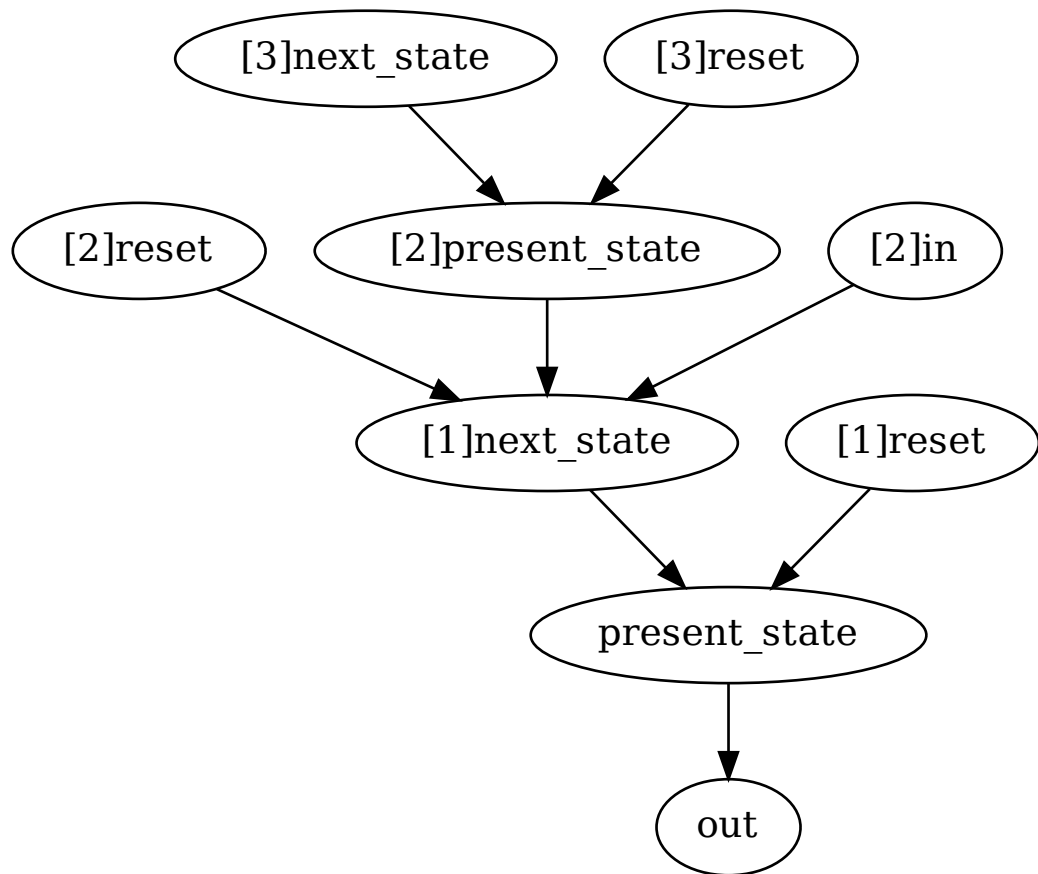 [3]next_state
[3]reset
[2]reset
[2]present_state
[2]in
[1]next_state
[1]reset
present_state
out